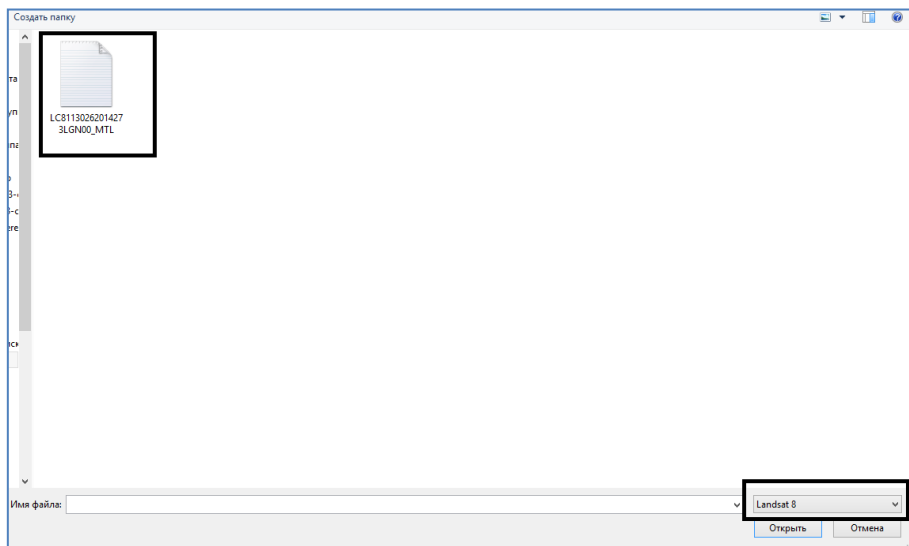 Создать папку
LC8113026201427
3LGN00_MTL
Имя файла:
Landsat 8
Открыть
Отмена